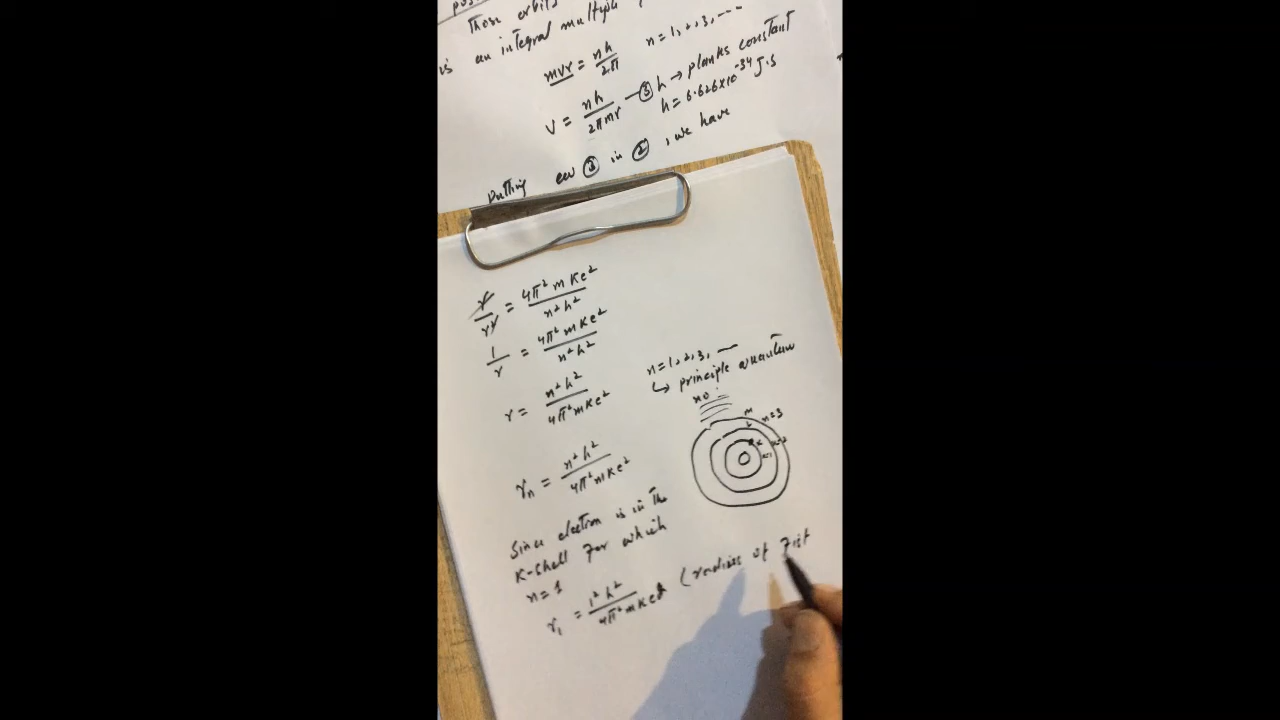 Those orbits
is an integral multiple
mvr = nh/2π n = 1, 2, 3, ---
V = nh/2πmr —③ h → planks constant
h = 6.626×10⁻³⁴ J.S
Putting ③ in ②, we have
r/r² = 4π²mKe²/n²h²
1/r = 4π²mKe²/n²h²
r = n²h²/4π²mKe²
n = 1, 2, 3, —
↳ principle quantum
no.
M n=3
L n=2
K n=1
rₙ = n²h²/4π²mKe²
Since electron is in the
K-shell for which
n = 1
r₁ = 1²h²/4π²mKe² (radius of